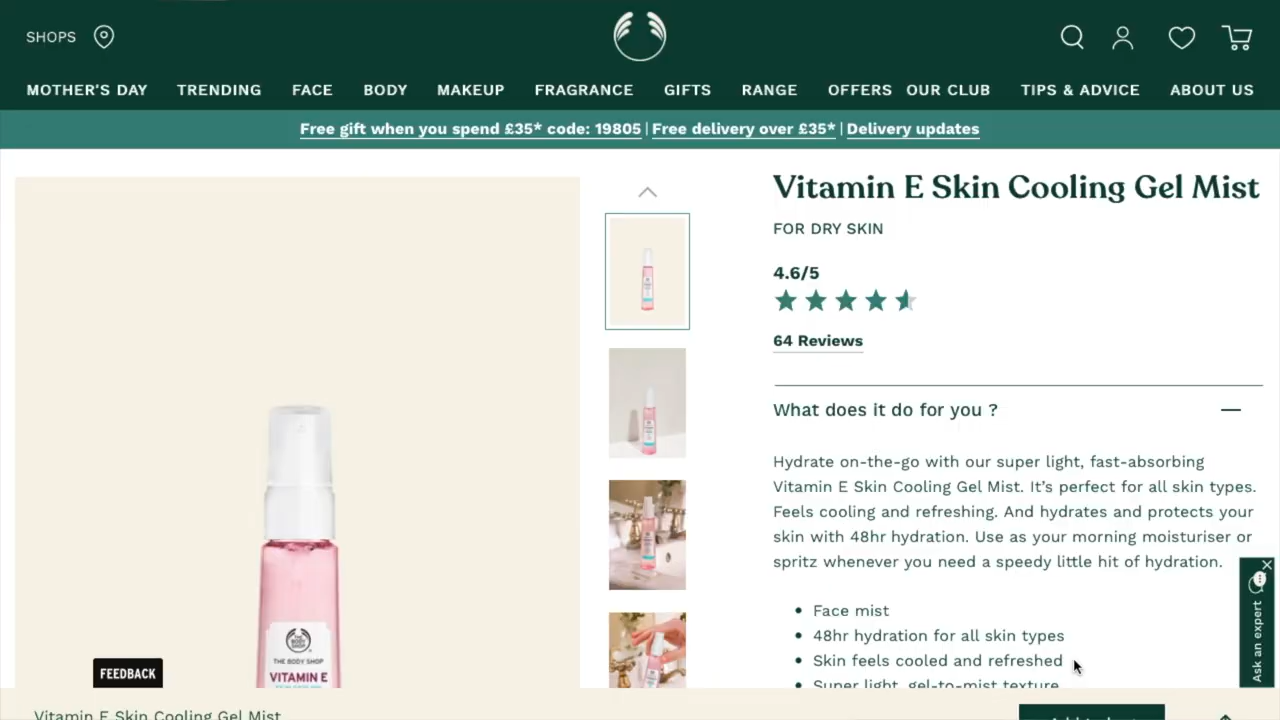 SHOPS
MOTHER'S DAY TRENDING FACE BODY MAKEUP FRAGRANCE GIFTS RANGE OFFERS OUR CLUB TIPS & ADVICE ABOUT US
Free gift when you spend £35* code: 19805 | Free delivery over £35* | Delivery updates
Vitamin E Skin Cooling Gel Mist
FOR DRY SKIN
4.6/5
64 Reviews
What does it do for you ?
Hydrate on-the-go with our super light, fast-absorbing
Vitamin E Skin Cooling Gel Mist. It's perfect for all skin types.
Feels cooling and refreshing. And hydrates and protects your
skin with 48hr hydration. Use as your morning moisturiser or
spritz whenever you need a speedy little hit of hydration.
• Face mist
• 48hr hydration for all skin types
• Skin feels cooled and refreshed
• Super light, gel-to-mist texture
Ask an expert
THE BODY SHOP
VITAMIN E
FEEDBACK
Vitamin E Skin Cooling Gel Mist